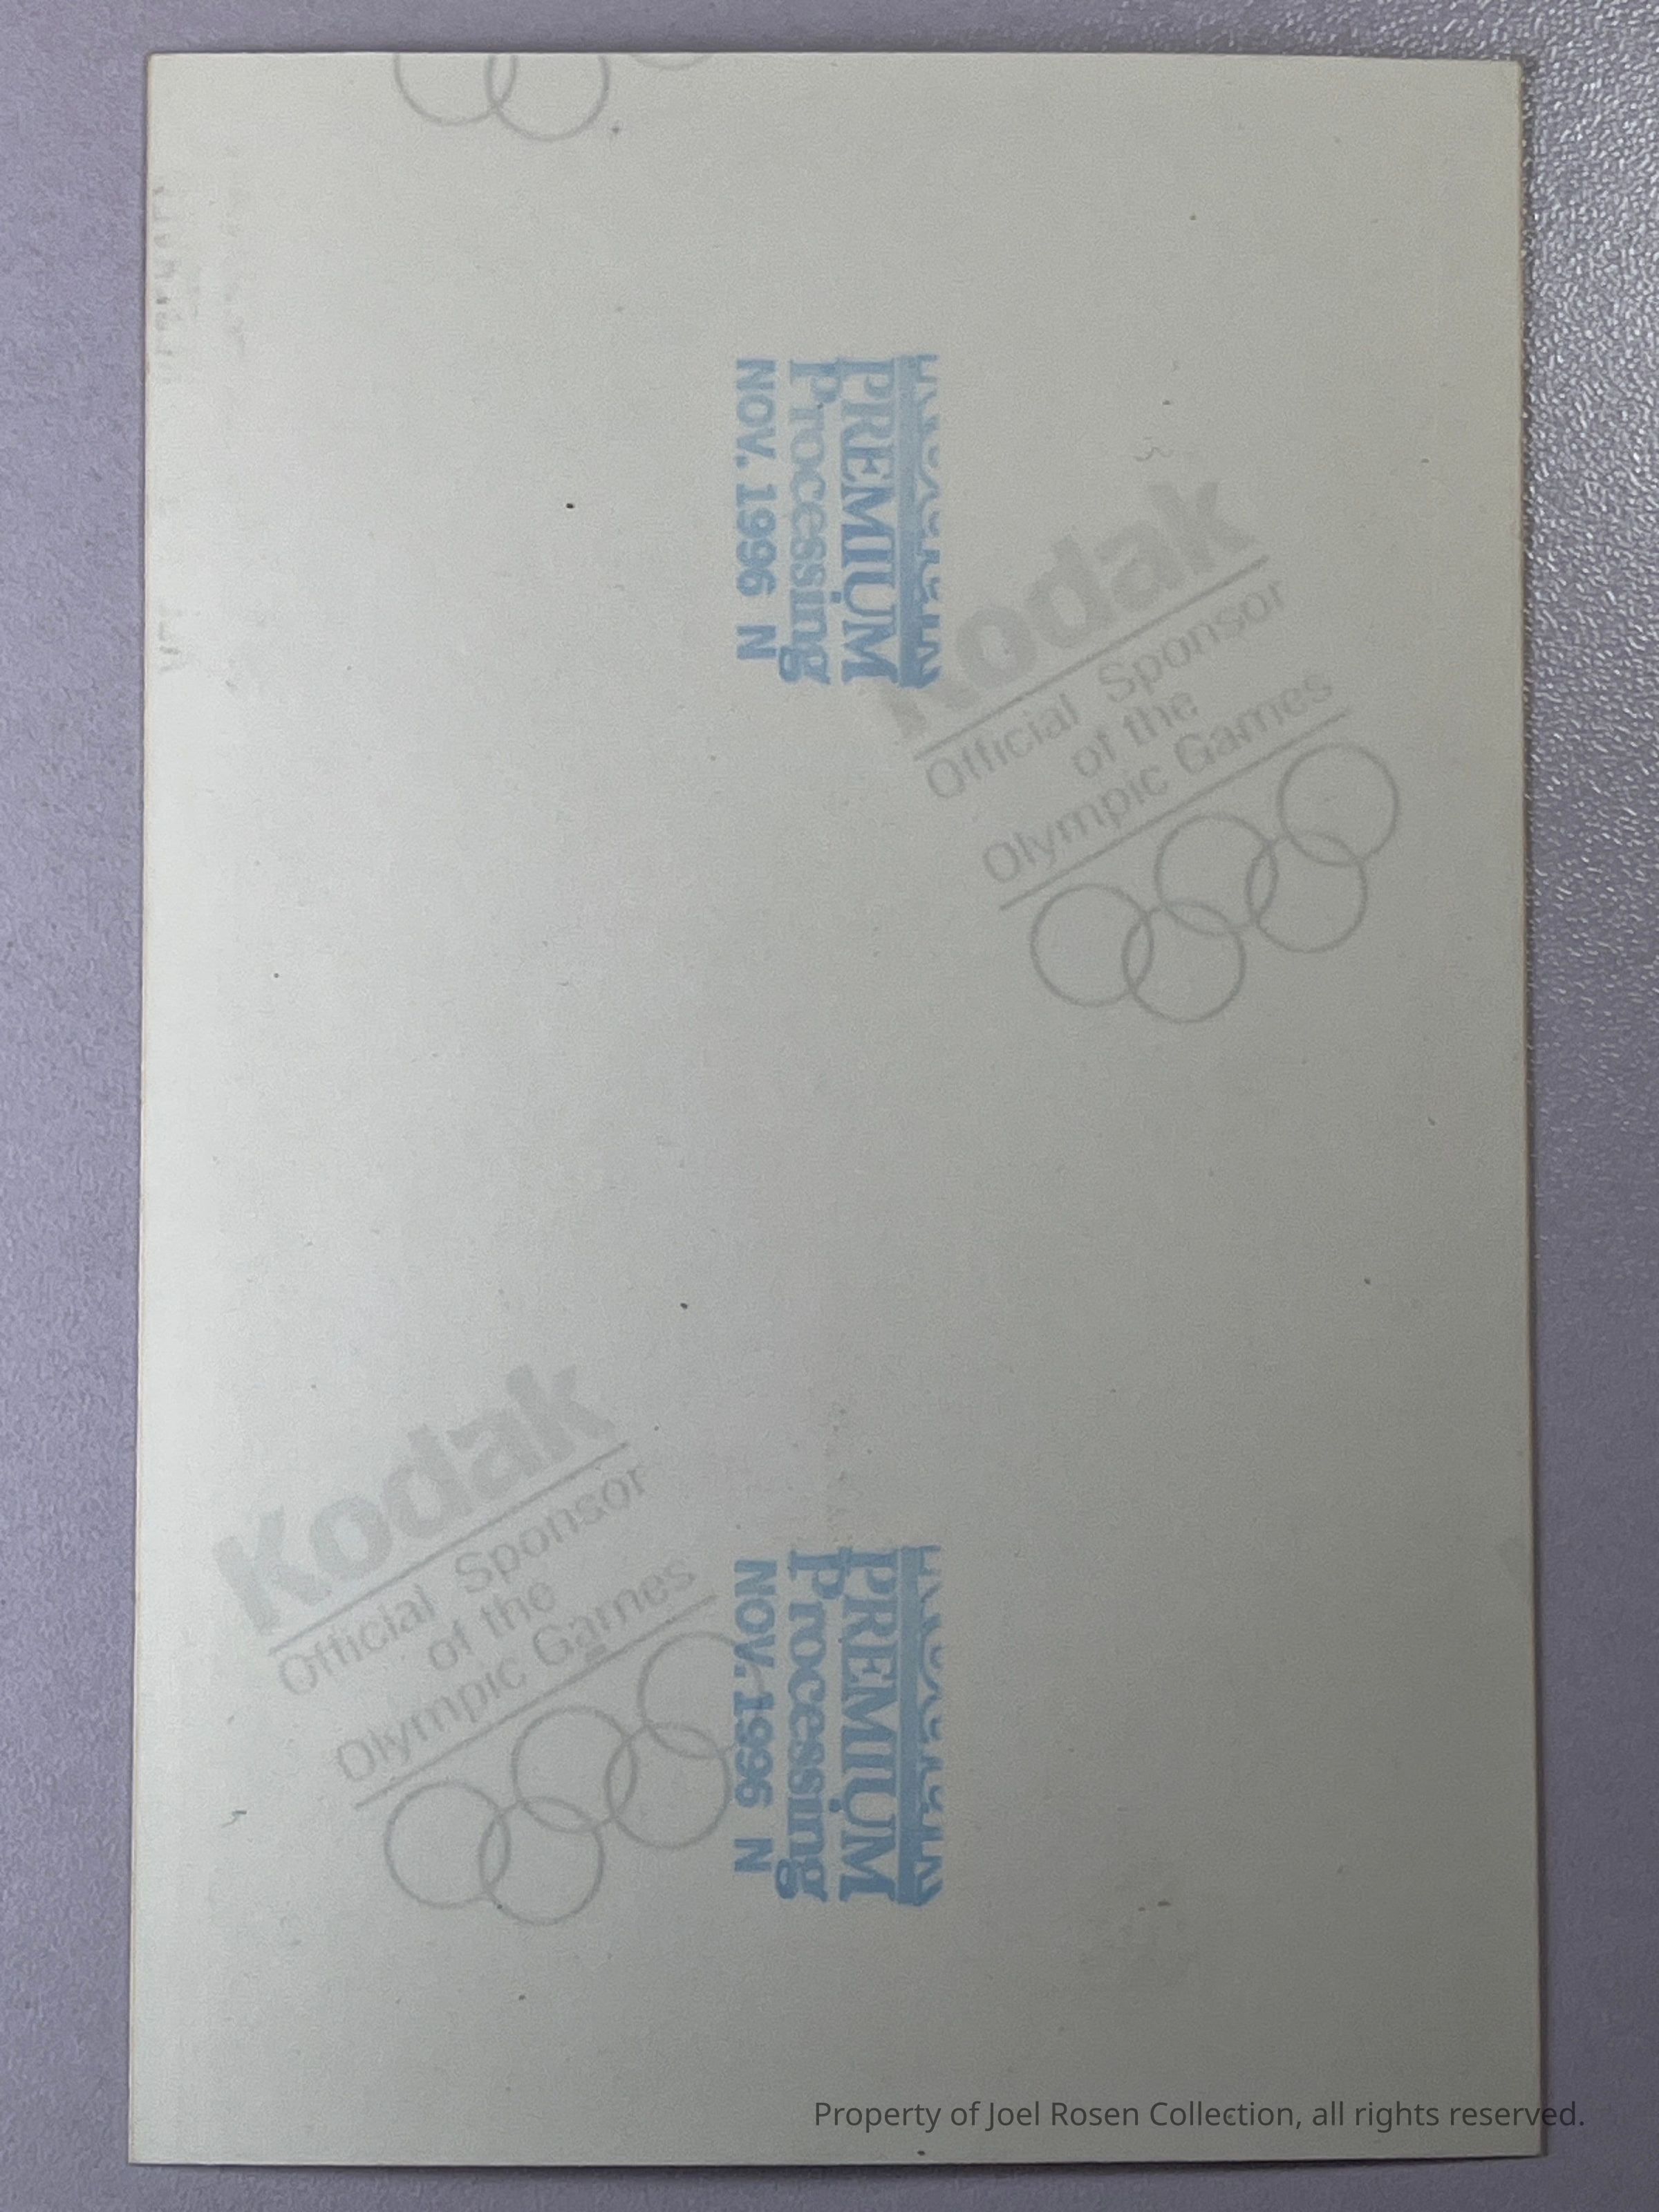 PREMIUM
Processing
NOV. 1996 N
Kodak
Official Sponsor
of the
Olympic Games
Kodak
Official Sponsor
of the
Olympic Games
PREMIUM
Processing
NOV. 1996 N
Property of Joel Rosen Collection, all rights reserved.